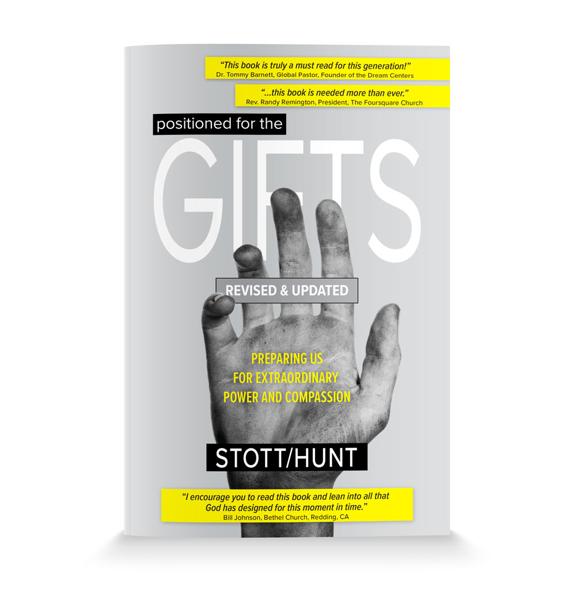 "This book is truly a must read for this generation!"
Dr. Tommy Barnett, Global Pastor, Founder of the Dream Centers
"...this book is needed more than ever."
Rev. Randy Remington, President, The Foursquare Church
positioned for the
GIFTS
REVISED & UPDATED
PREPARING US
FOR EXTRAORDINARY
POWER AND COMPASSION
STOTT/HUNT
"I encourage you to read this book and lean into all that
God has designed for this moment in time."
Bill Johnson, Bethel Church, Redding, CA